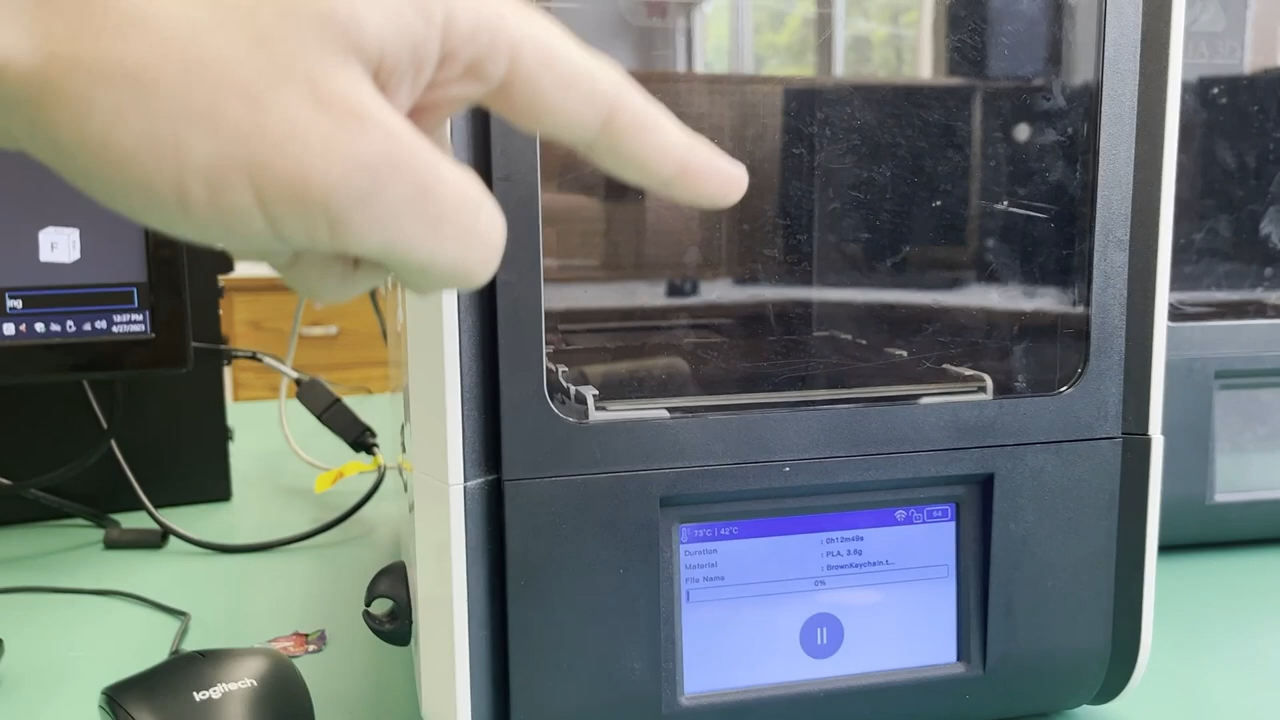 F
ing
12:37 PM
4/27/2023
logitech
73°C | 42°C
64
Duration : 0h12m49s
Material : PLA, 3.6g
File Name : BrownKeychain.t...
0%